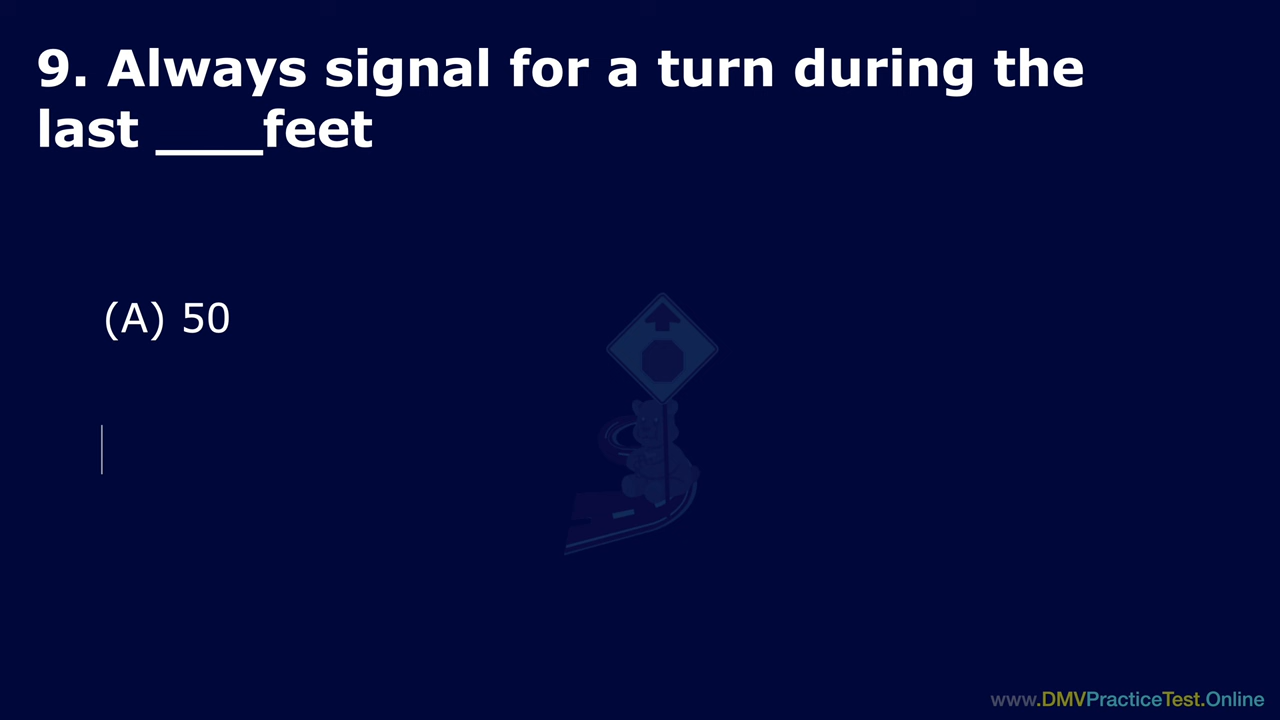 9. Always signal for a turn during the
last ____feet
(A) 50
www.DMVPracticeTest.Online